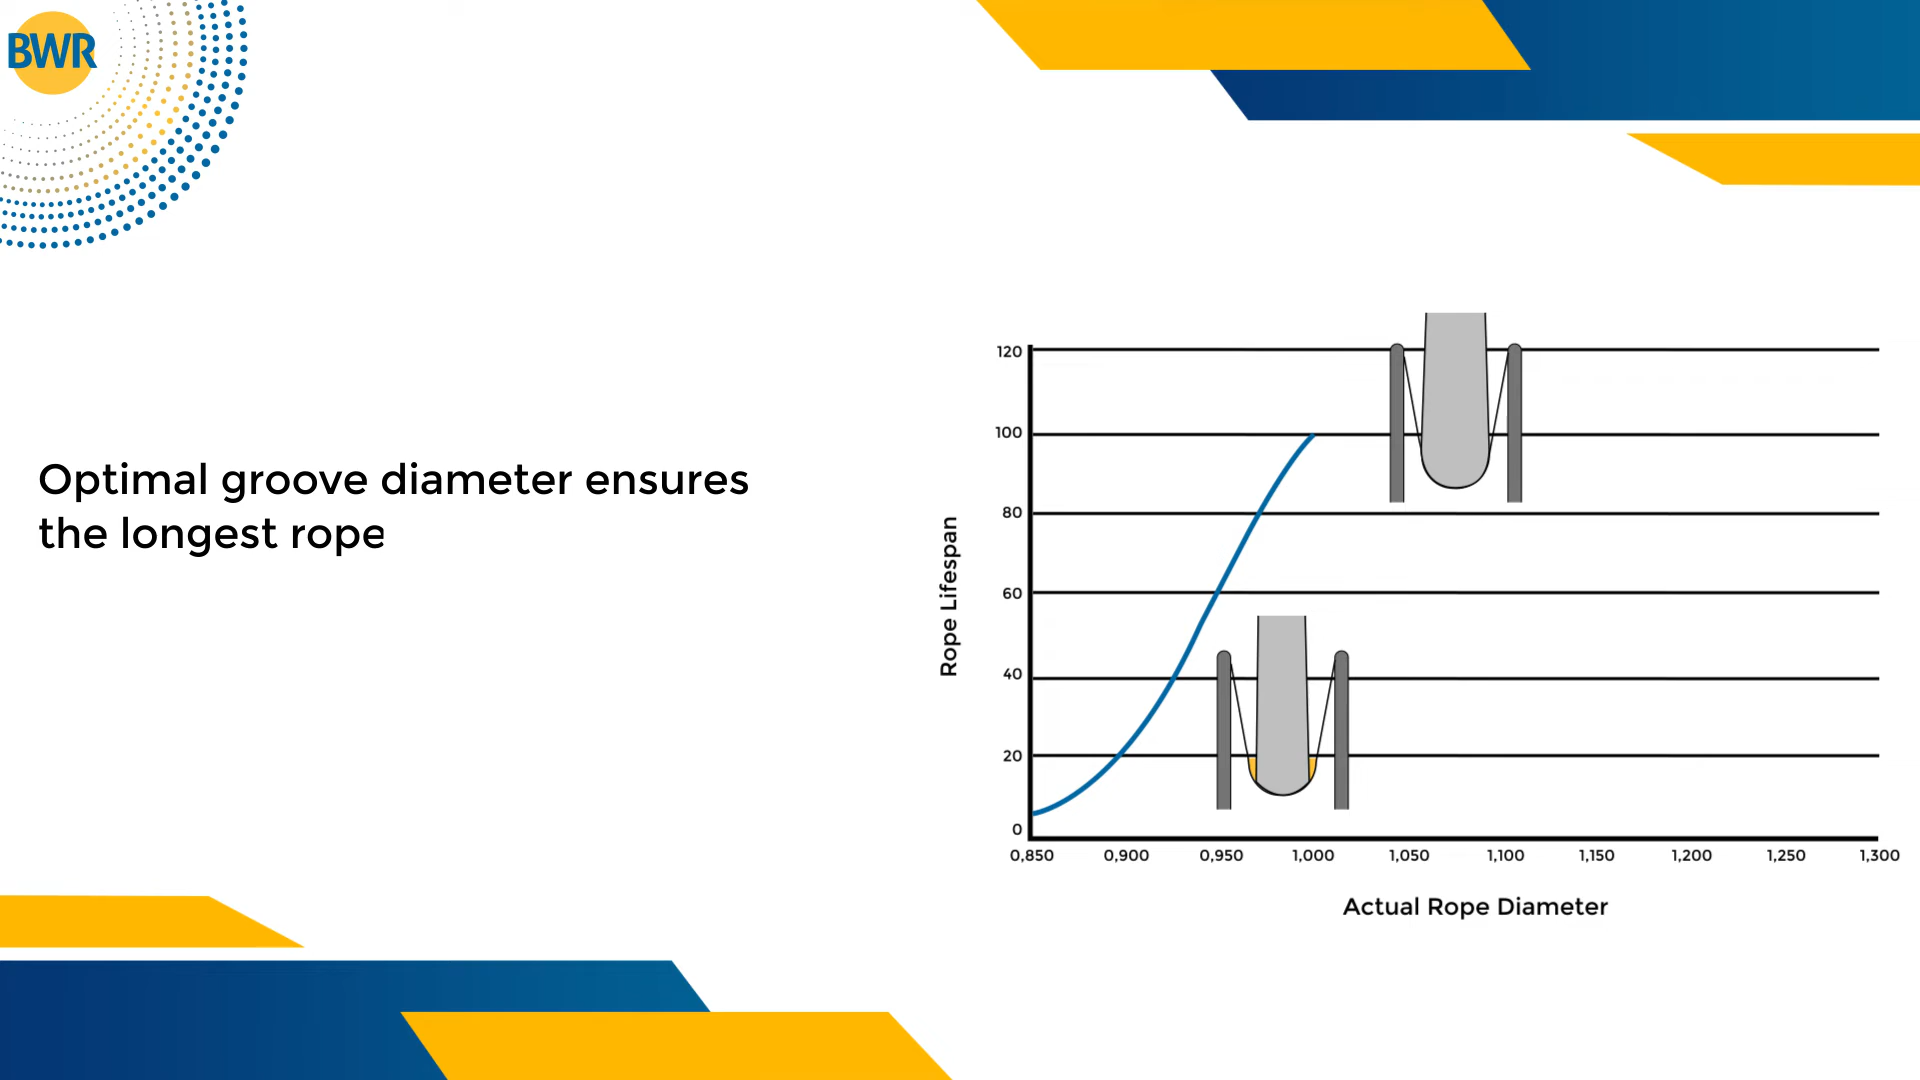 BWR
Optimal groove diameter ensures
the longest rope
Rope Lifespan
120
100
80
60
40
20
0
0,850 0,900 0,950 1,000 1,050 1,100 1,150 1,200 1,250 1,300
Actual Rope Diameter